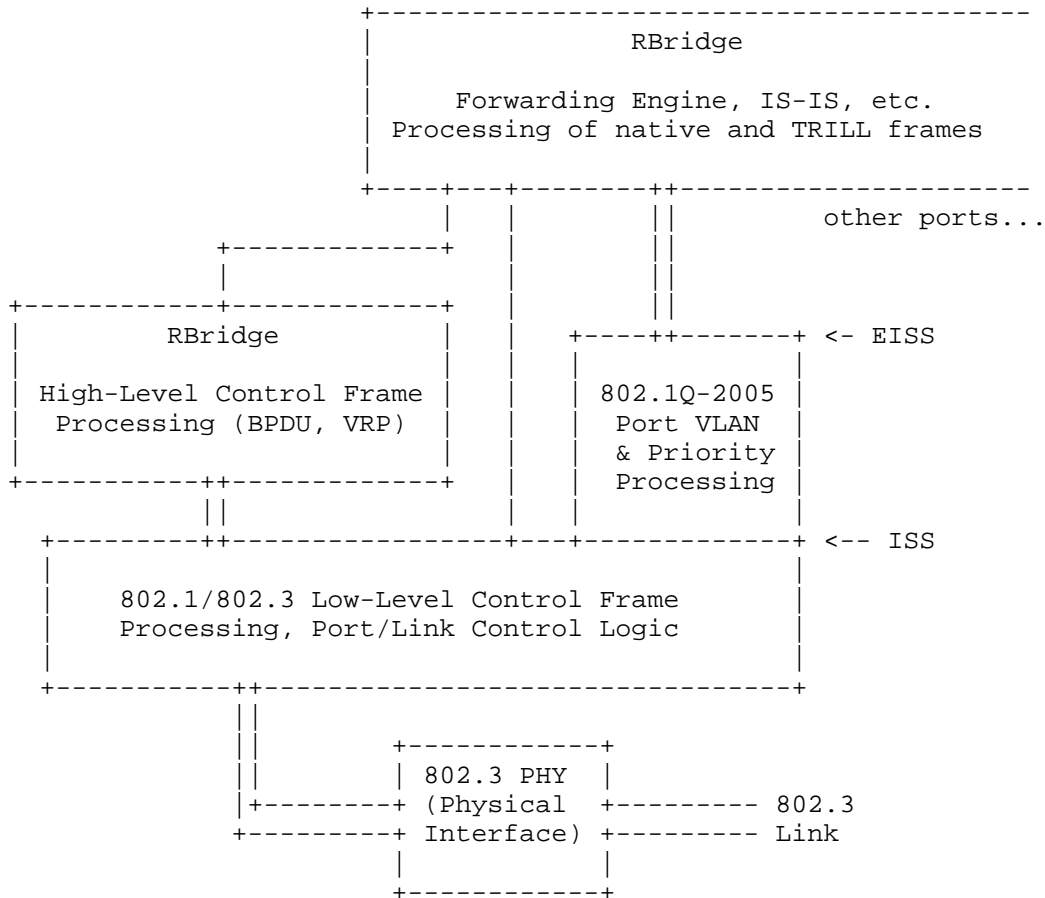 RBridge
Forwarding Engine, IS-IS, etc.
Processing of native and TRILL frames
other ports...
RBridge
<- EISS
High-Level Control Frame
802.1Q-2005
Processing (BPDU, VRP)
Port VLAN
& Priority
Processing
<-- ISS
802.1/802.3 Low-Level Control Frame
Processing, Port/Link Control Logic
802.3 PHY
(Physical
802.3
Interface)
Link